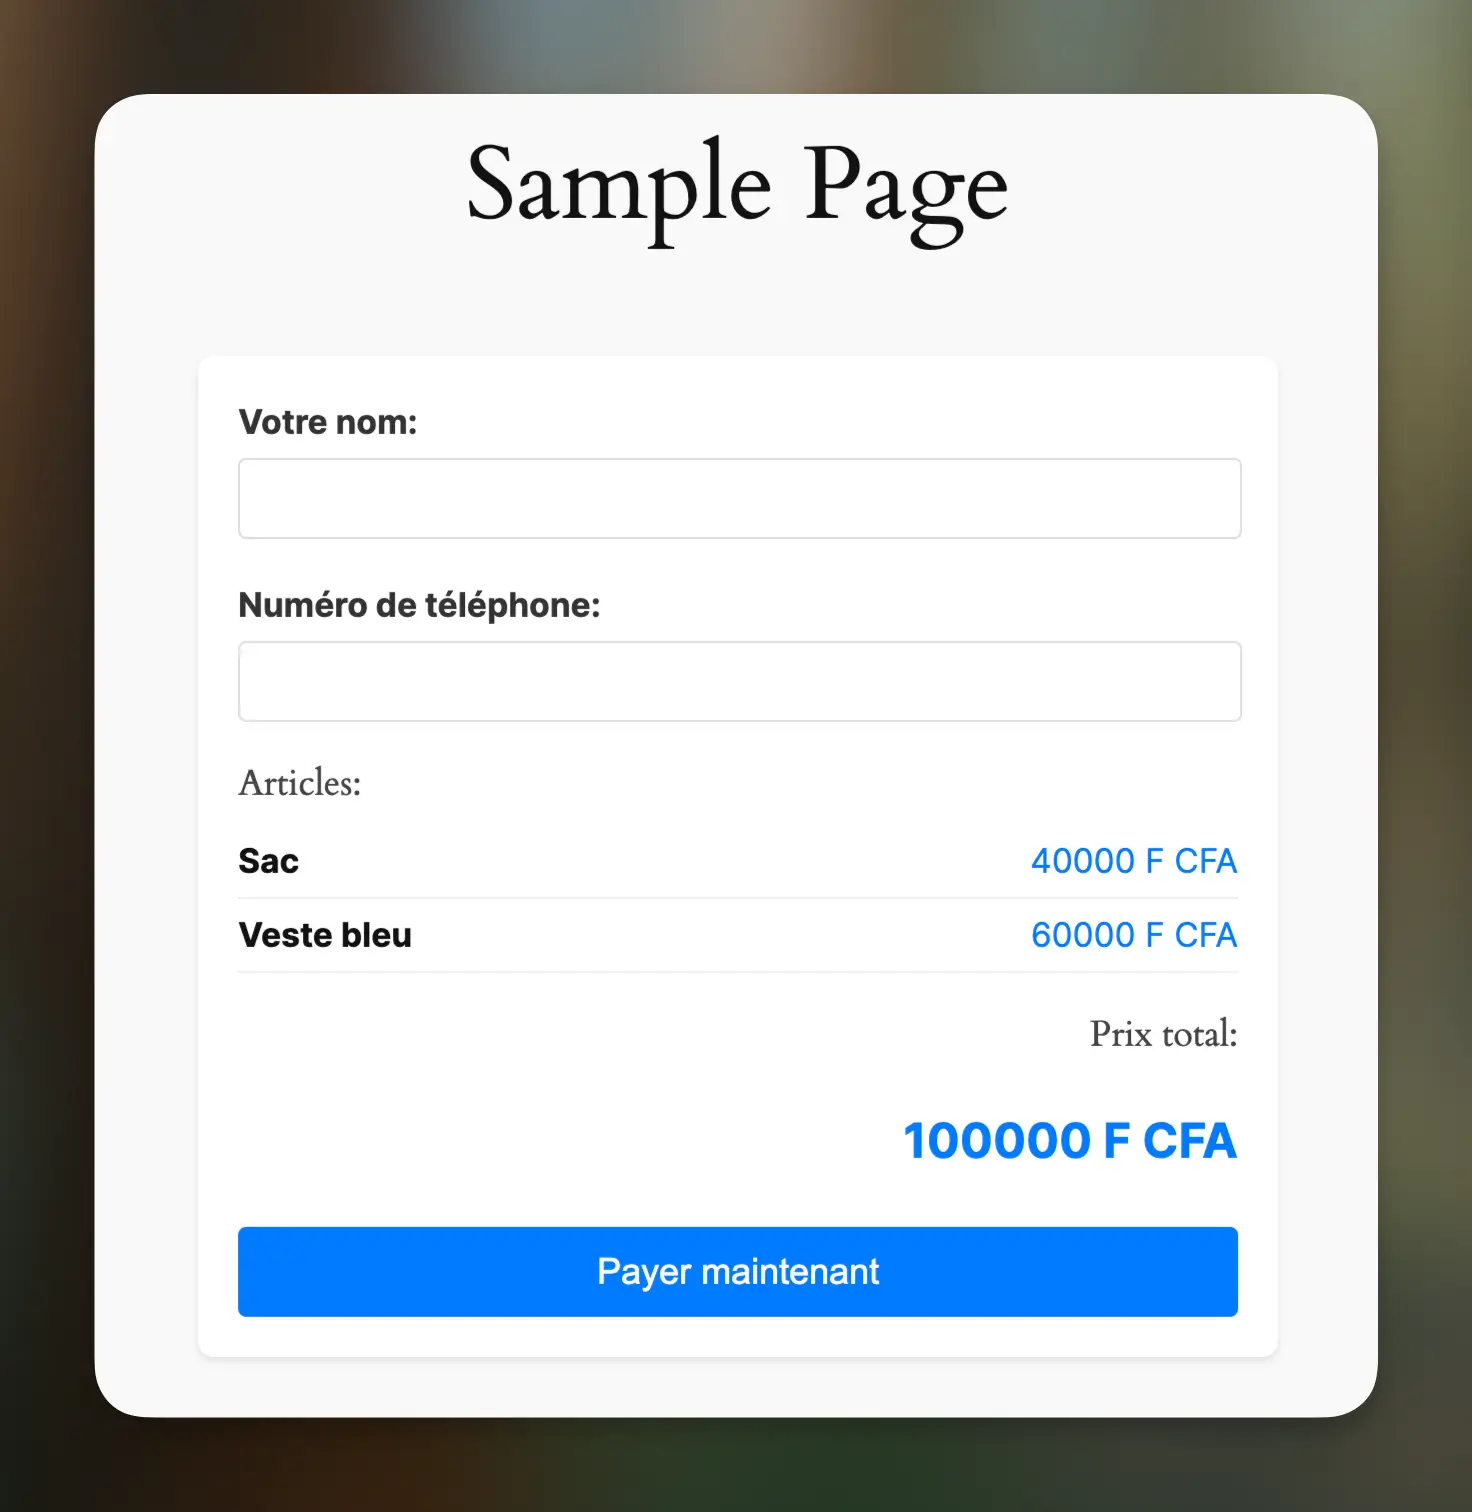 Sample Page
Votre nom:
Numéro de téléphone:
Articles:
Sac 40000 F CFA
Veste bleu 60000 F CFA
Prix total:
100000 F CFA
Payer maintenant